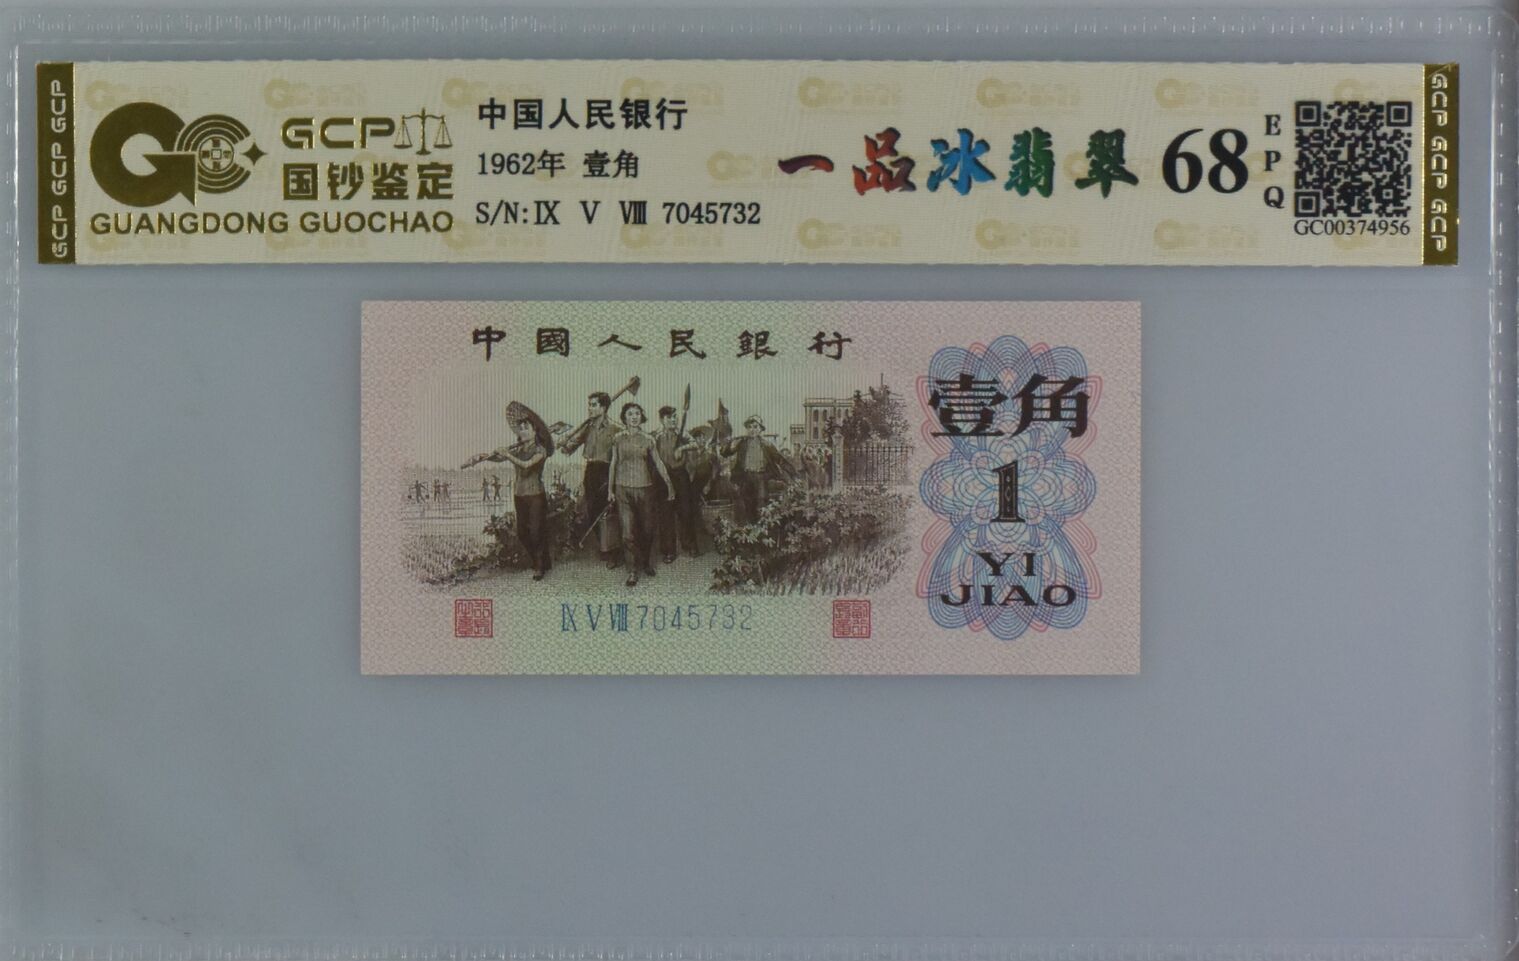 GCP GCP GCP
GCP
国钞鉴定
GUANGDONG GUOCHAO
中国人民银行
1962年 壹角
S/N:Ⅸ Ⅴ Ⅷ 7045732
一品冰翡翠
68
EPQ
GC00374956
GCP GCP GCP
中國人民銀行
壹角
1
YI
JIAO
ⅨⅤⅧ7045732